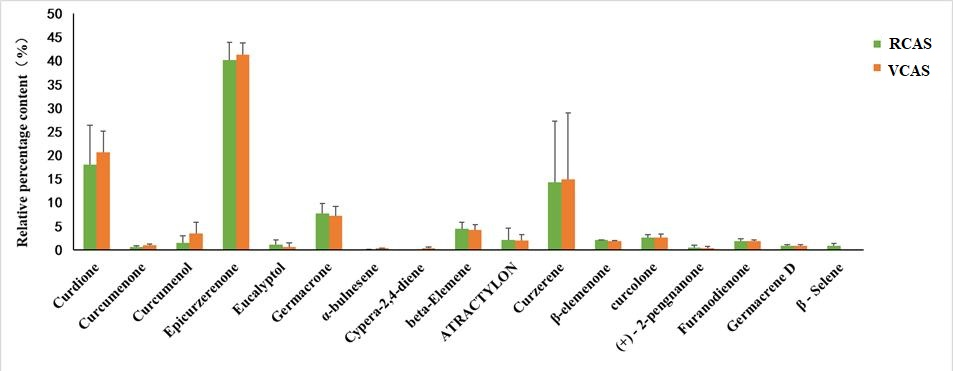 Relative percentage content（%）
50
45
40
35
30
25
20
15
10
5
0
RCAS
VCAS
Curdione
Curcumenone
Curcumenol
Epicurzerenone
Eucalyptol
Germacrone
α-bulnesene
Cypera-2,4-diene
beta-Elemene
ATRACTYLON
Curzerene
β-elemenone
curcolone
(+) - 2-pengnanone
Furanodienone
Germacrene D
β - Selene